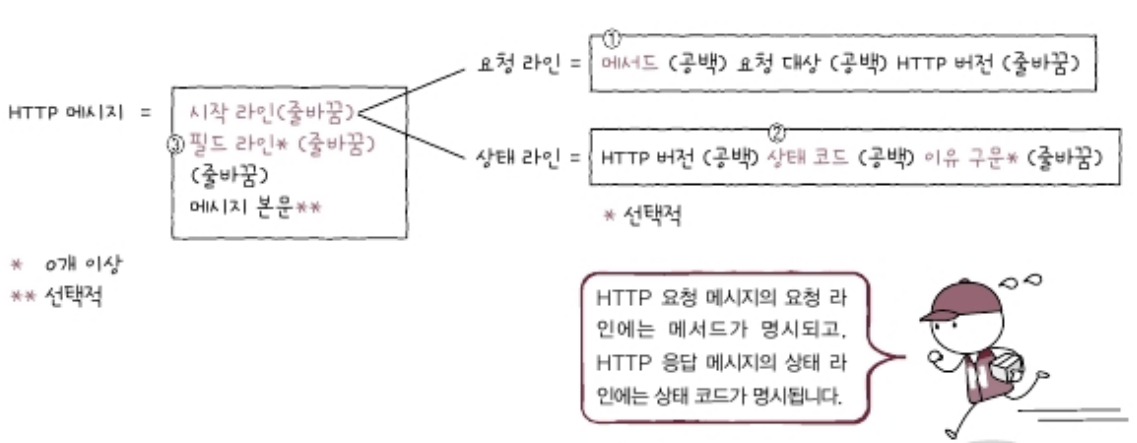 ①
요청 라인 = 메서드 (공백) 요청 대상 (공백) HTTP 버전 (줄바꿈)
HTTP 메시지 = 시작 라인(줄바꿈)
③ 필드 라인* (줄바꿈)
(줄바꿈)
메시지 본문**
②
상태 라인 = HTTP 버전 (공백) 상태 코드 (공백) 이유 구문* (줄바꿈)
* 선택적
* 0개 이상
** 선택적
HTTP 요청 메시지의 요청 라
인에는 메서드가 명시되고,
HTTP 응답 메시지의 상태 라
인에는 상태 코드가 명시됩니다.